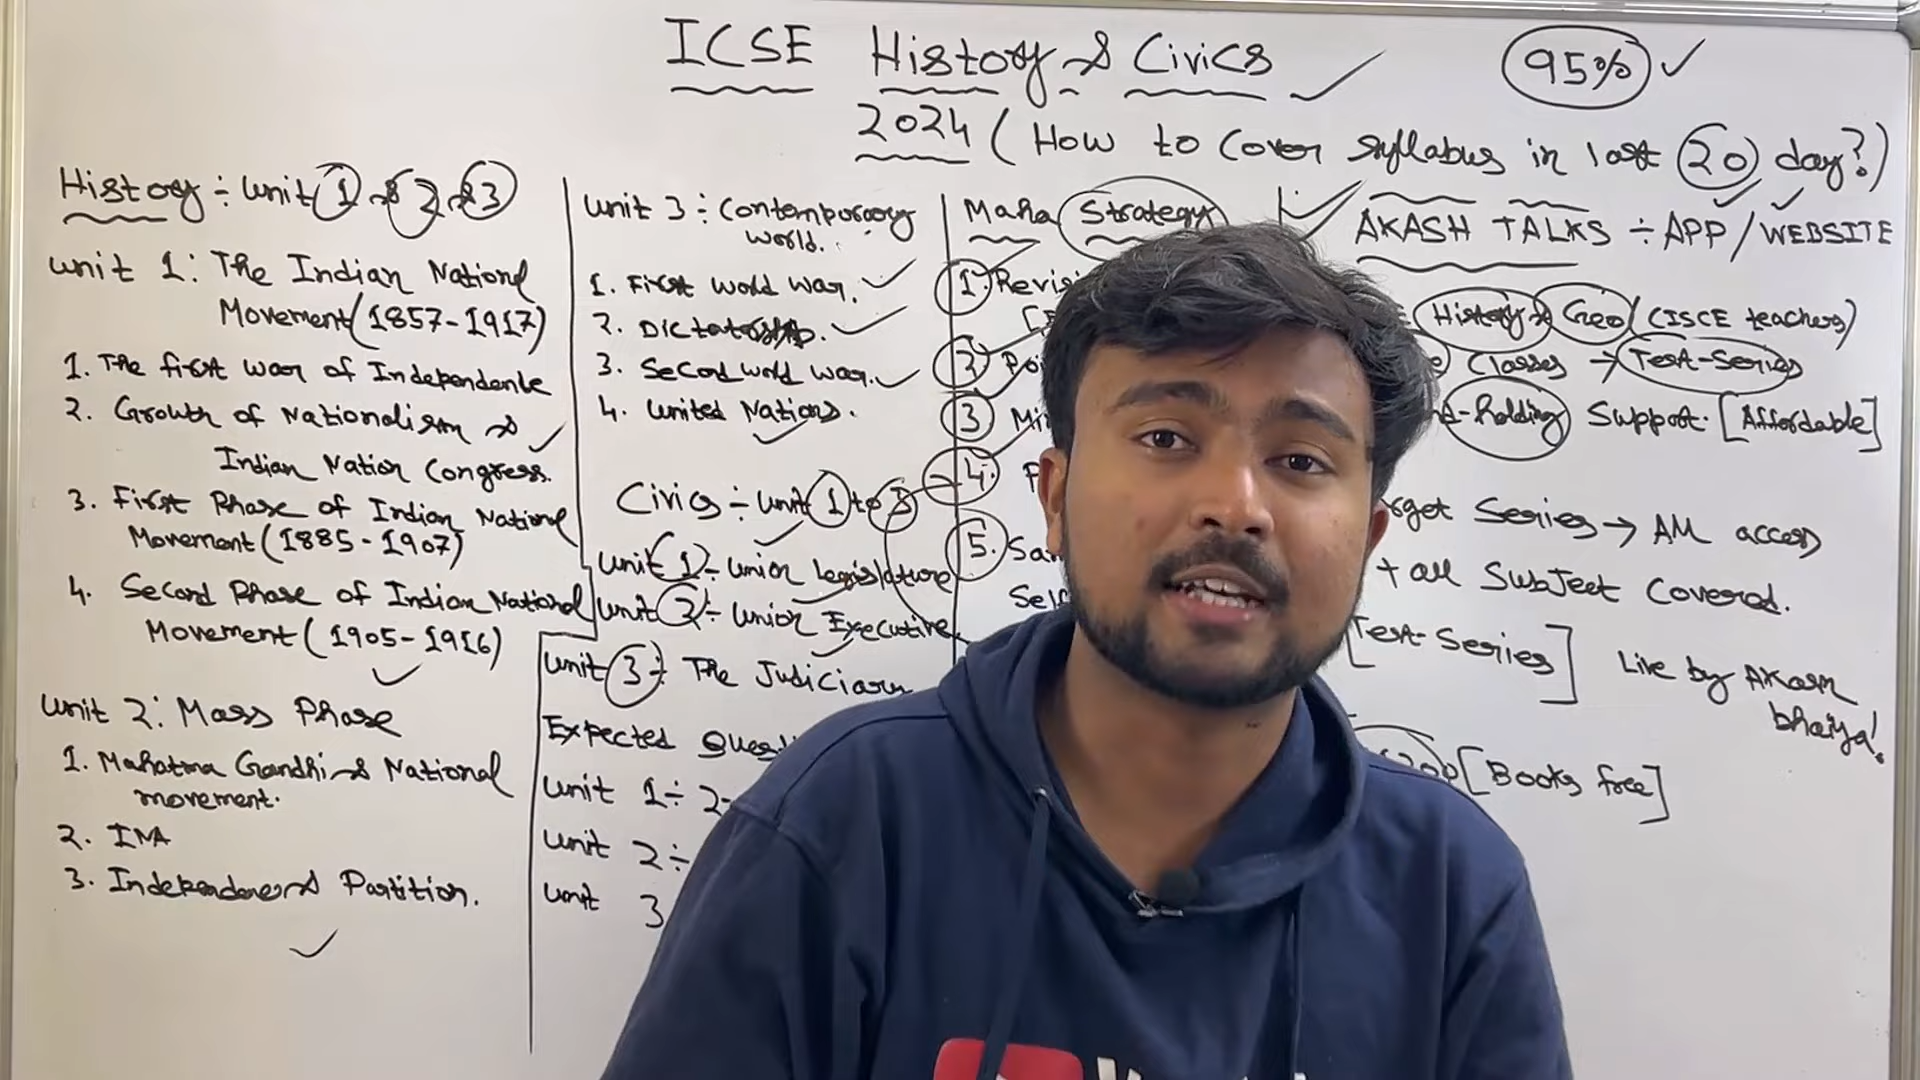 ICSE History & Civics
95%
2024 (How to Cover syllabus in last 20 day?)
History ÷ Unit 1 & 2 & 3
Unit 1: The Indian National
Movement (1857-1917)
1. The first war of Independence
2. Growth of Nationalism &
Indian Nation Congress.
3. First Phase of Indian National
Movement (1885-1907)
4. Second Phase of Indian National
Movement (1905-1916)
Unit 2: Mass Phase
1. Mahatma Gandhi & National
movement.
2. INA
3. Independence & Partition.
Unit 3 ÷ Contemporary
World.
1. First World War.
2. Dictatorship.
3. Second world war.
4. United Nations.
Civics ÷ Unit 1 to 3
Unit 1 ÷ Union Legislature
Unit 2 ÷ Union Executive
Unit 3 ÷ The Judiciary
Expected
Unit 1 ÷ 2
Unit 2 ÷
Unit 3
Maha Strategy
1.
2
3
4.
5.
Self
AKASH TALKS ÷ APP/WEBSITE
History & Geo (CISCE teachers)
Classes → Test-Series
Holding Support. [Affordable]
Series → All access
+ all Subject Covered.
[Test-Series]
Live by Akash
bhaiya!
[Books free]